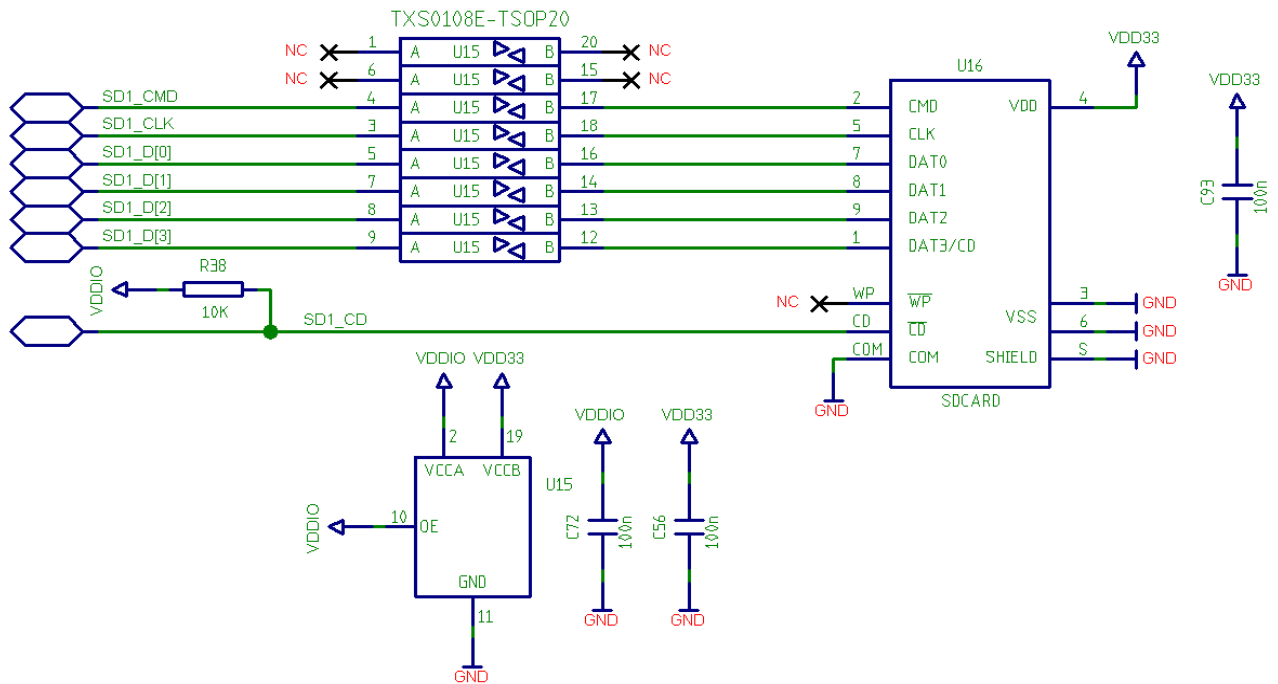 TXS0108E-TSOP20
NC 1 A U15 B 20 NC
NC 6 A U15 B 15 NC
SD1_CMD 4 A U15 B 17 2 CMD
SD1_CLK 3 A U15 B 18 5 CLK
SD1_D[0] 5 A U15 B 16 7 DAT0
SD1_D[1] 7 A U15 B 14 8 DAT1
SD1_D[2] 8 A U15 B 13 9 DAT2
SD1_D[3] 9 A U15 B 12 1 DAT3/CD
U16
VDD 4
VDD33
VDD33
C93
100n
GND
R38
VDDIO
10K
SD1_CD
NC WP WP
CD CD
COM COM
GND
VSS
3 GND
6 GND
SHIELD S GND
SDCARD
VDDIO VDD33
2 19
VCCA VCCB
U15
VDDIO 10 OE
GND
11
GND
VDDIO
C72
100n
GND
VDD33
C56
100n
GND